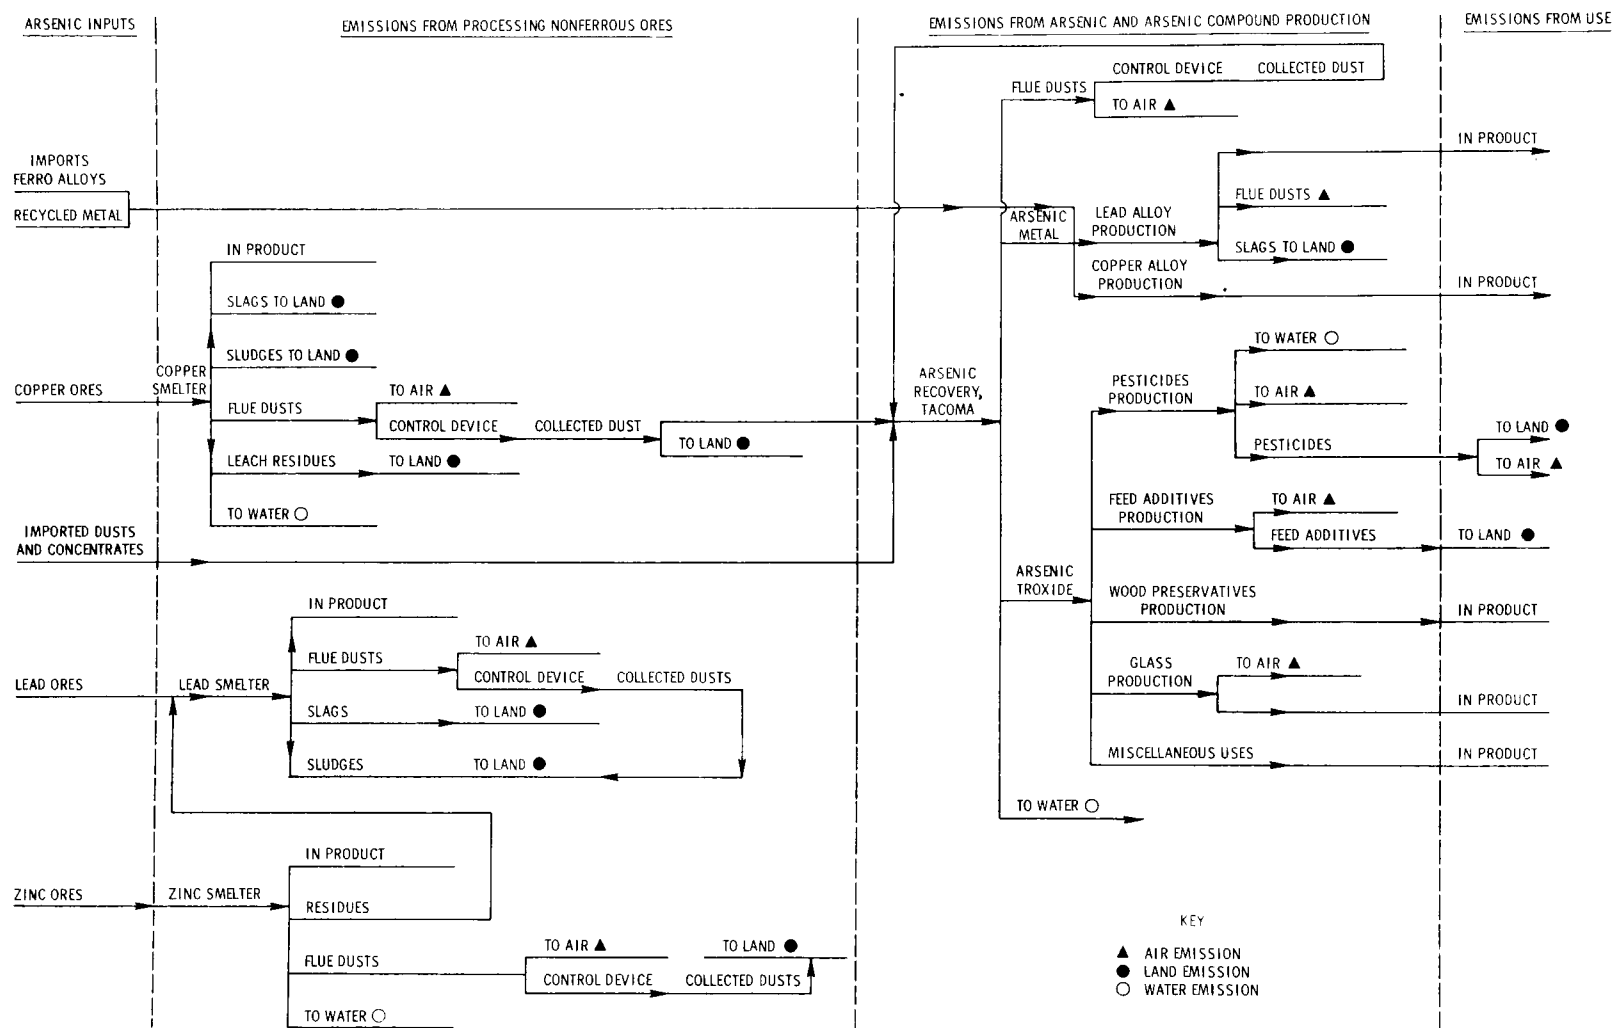 ARSENIC INPUTS
EMISSIONS FROM PROCESSING NONFERROUS ORES
EMISSIONS FROM ARSENIC AND ARSENIC COMPOUND PRODUCTION
EMISSIONS FROM USE
IMPORTS
FERRO ALLOYS
RECYCLED METAL
COPPER ORES
IMPORTED DUSTS
AND CONCENTRATES
LEAD ORES
ZINC ORES
COPPER
SMELTER
IN PRODUCT
SLAGS TO LAND ●
SLUDGES TO LAND ●
FLUE DUSTS
TO AIR ▲
CONTROL DEVICE
COLLECTED DUST
TO LAND ●
LEACH RESIDUES
TO LAND ●
TO WATER ○
LEAD SMELTER
IN PRODUCT
FLUE DUSTS
TO AIR ▲
CONTROL DEVICE
COLLECTED DUSTS
SLAGS
TO LAND ●
SLUDGES
TO LAND ●
ZINC SMELTER
IN PRODUCT
RESIDUES
FLUE DUSTS
TO AIR ▲
TO LAND ●
CONTROL DEVICE
COLLECTED DUSTS
TO WATER ○
ARSENIC
RECOVERY,
TACOMA
FLUE DUSTS
CONTROL DEVICE
COLLECTED DUST
TO AIR ▲
ARSENIC
METAL
LEAD ALLOY
PRODUCTION
FLUE DUSTS ▲
SLAGS TO LAND ●
COPPER ALLOY
PRODUCTION
ARSENIC
TROXIDE
PESTICIDES
PRODUCTION
TO WATER ○
TO AIR ▲
PESTICIDES
FEED ADDITIVES
PRODUCTION
TO AIR ▲
FEED ADDITIVES
WOOD PRESERVATIVES
PRODUCTION
GLASS
PRODUCTION
TO AIR ▲
MISCELLANEOUS USES
TO WATER ○
IN PRODUCT
IN PRODUCT
TO LAND ●
TO AIR ▲
TO LAND ●
IN PRODUCT
IN PRODUCT
IN PRODUCT
KEY
▲ AIR EMISSION
● LAND EMISSION
○ WATER EMISSION